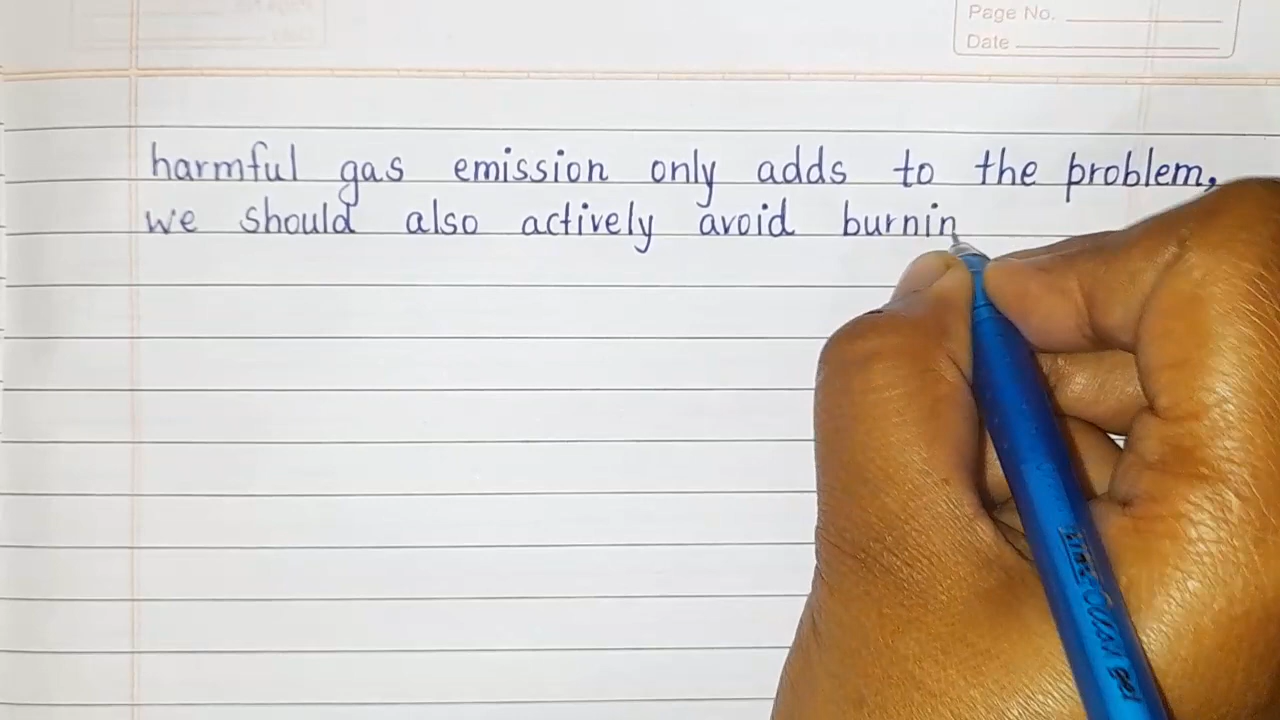 Page No.
Date
harmful gas emission only adds to the problem,
we should also actively avoid burnin